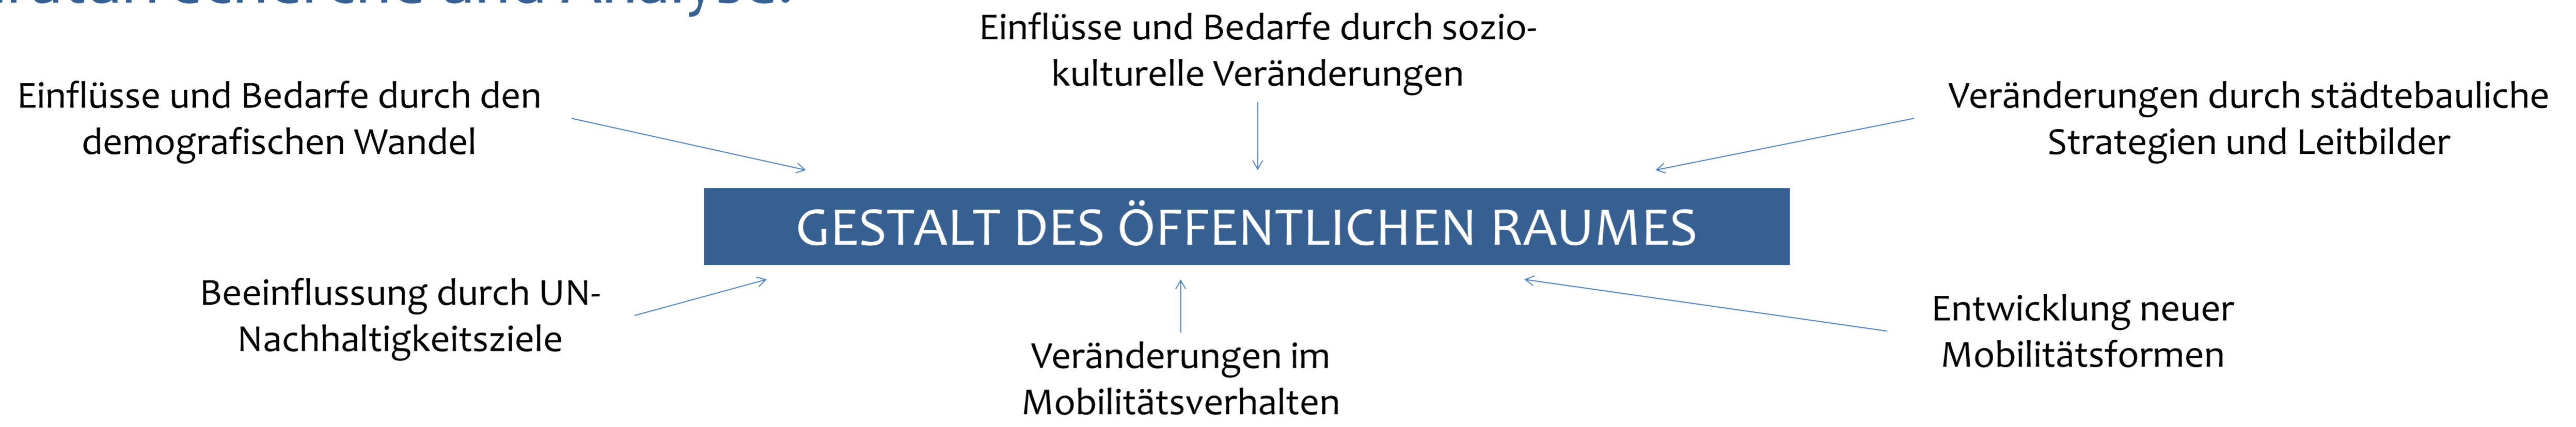 und
Einflüsse und Bedarfe durch sozio-
kulturelle Veränderungen
Einflüsse und Bedarfe durch den
demografischen Wandel
Veränderungen durch städtebauliche
Strategien und Leitbilder
GESTALT DES ÖFFENTLICHEN RAUMES
Beeinflussung durch UN-
Nachhaltigkeitsziele
Veränderungen im
Mobilitätsverhalten
Entwicklung neuer
Mobilitätsformen